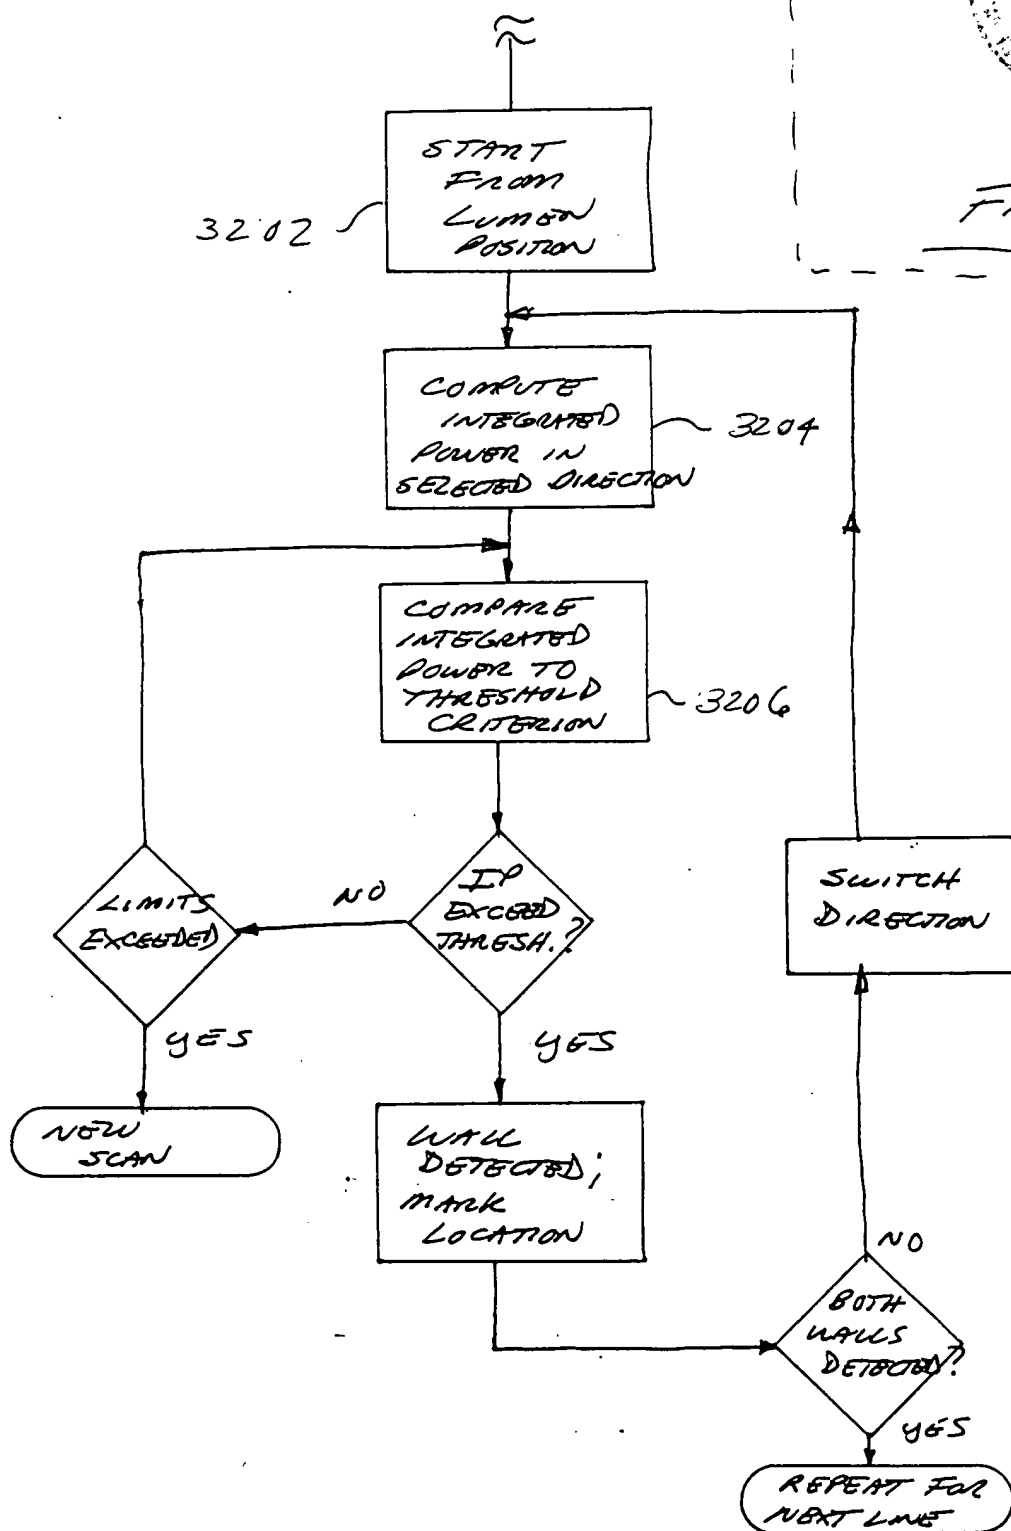 START
FROM
LUMEN
POSITION
3202
COMPUTE
INTEGRATED
POWER IN
SELECTED DIRECTION
3204
COMPARE
INTEGRATED
POWER TO
THRESHOLD
CRITERION
3206
LIMITS
EXCEEDED
NO
IP
EXCEED
THRESH.?
SWITCH
DIRECTION
YES
YES
NEW
SCAN
WALL
DETECTED;
MARK
LOCATION
NO
BOTH
WALLS
DETECTED?
YES
REPEAT FOR
NEXT LINE